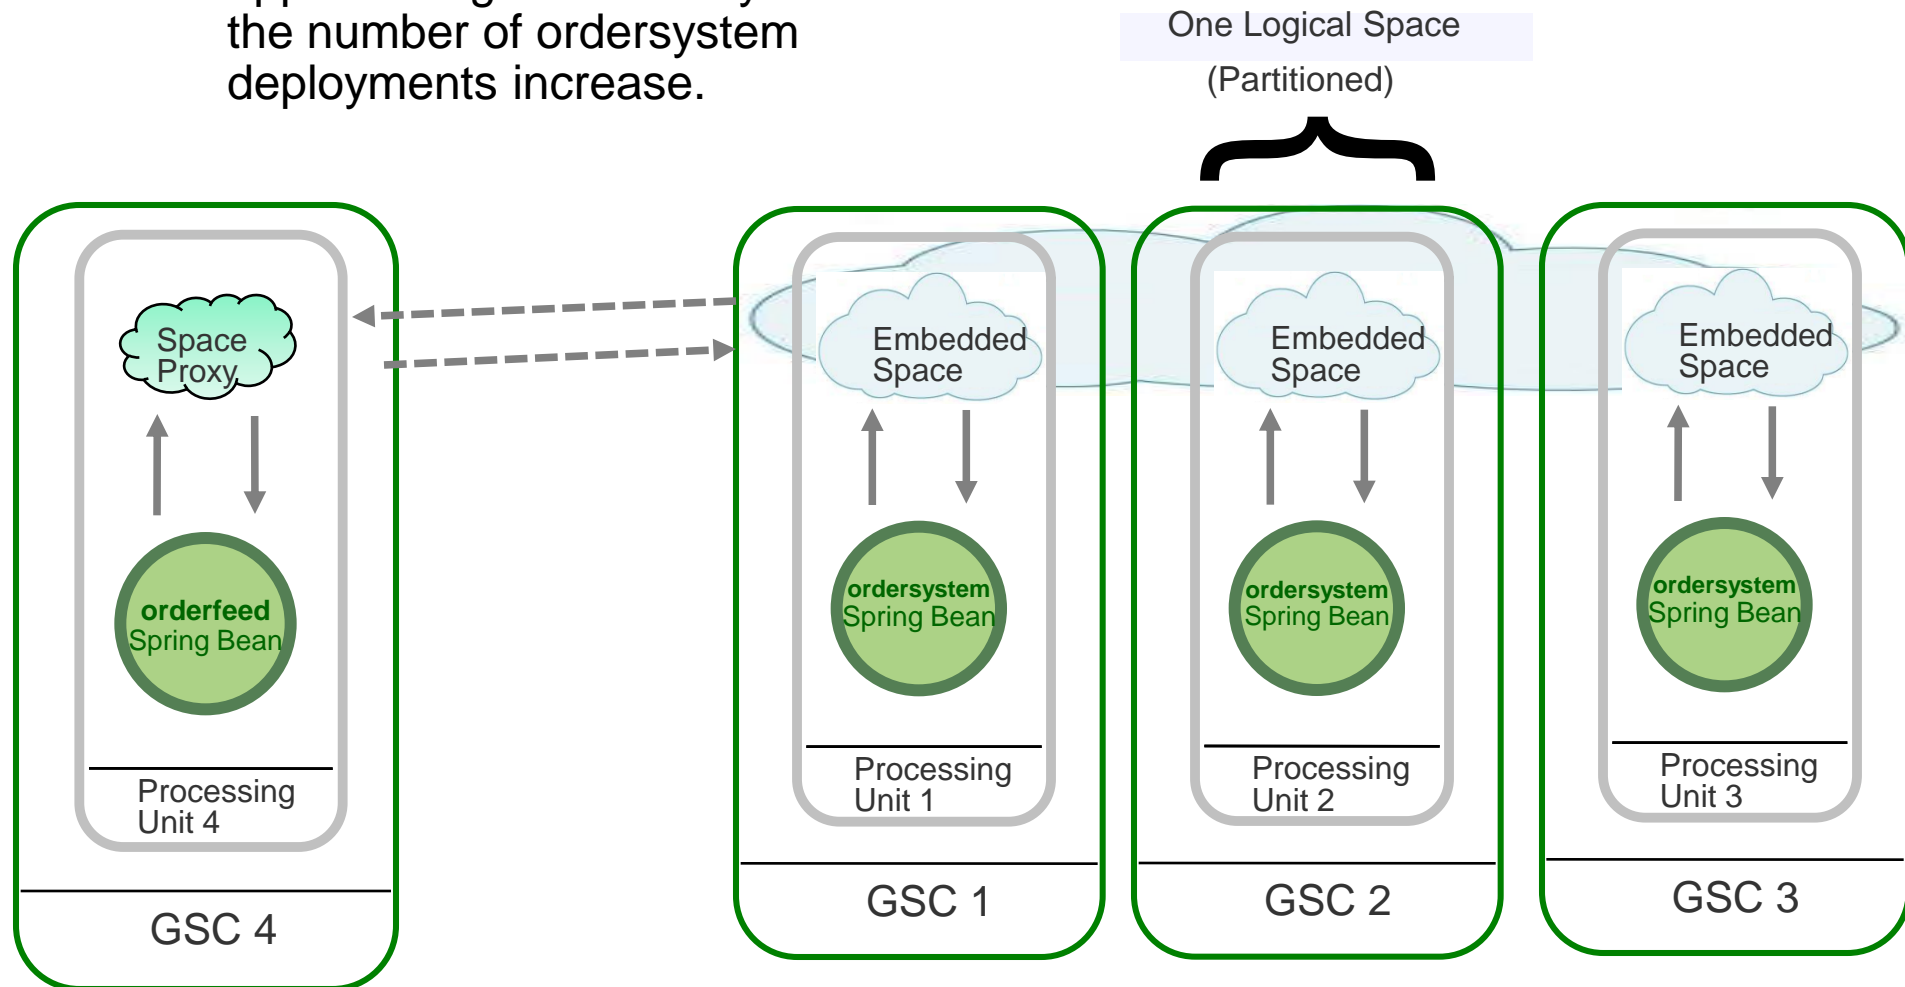 the number of ordersystem
deployments increase.
One Logical Space
(Partitioned)
Space
Proxy
orderfeed
Spring Bean
Processing
Unit 4
GSC 4
Embedded
Space
ordersystem
Spring Bean
Processing
Unit 1
GSC 1
Embedded
Space
ordersystem
Spring Bean
Processing
Unit 2
GSC 2
Embedded
Space
ordersystem
Spring Bean
Processing
Unit 3
GSC 3